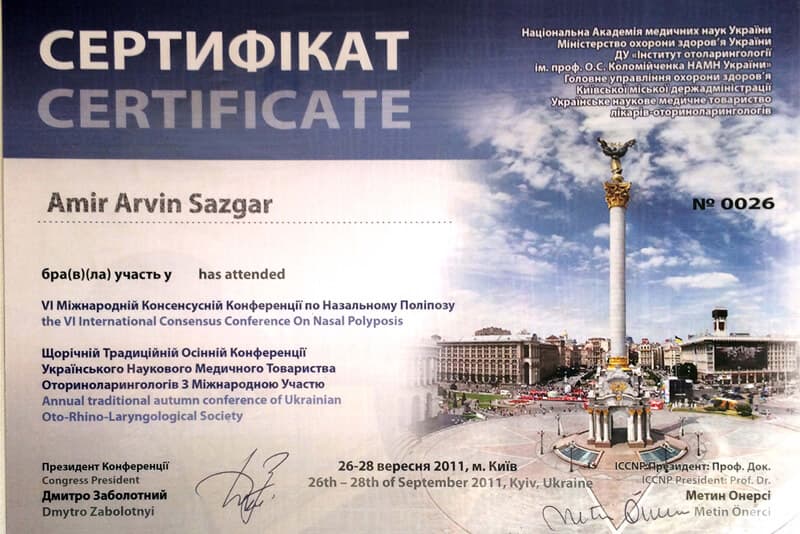 СЕРТИФІКАТ
CERTIFICATE
Національна Академія медичних наук України
Міністерство охорони здоров'я України
ДУ «Інститут отоларингології
ім. проф. О.С. Коломійченка НАМН України»
Головне управління охорони здоров'я
Київської міської держадміністрації
Українське наукове медичне товариство
лікарів-оториноларингологів
Amir Arvin Sazgar
№ 0026
бра(в)(ла) участь у has attended
VI Міжнародній Консенсусній Конференції по Назальному Поліпозу
the VI International Consensus Conference On Nasal Polyposis
Щорічній Традиційній Осінній Конференції
Українського Наукового Медичного Товариства
Оториноларингологів З Міжнародною Участю
Annual traditional autumn conference of Ukrainian
Oto-Rhino-Laryngological Society
Президент Конференції
Congress President
Дмитро Заболотний
Dmytro Zabolotnyi
26-28 вересня 2011, м. Київ
26th – 28th of September 2011, Kyiv, Ukraine
ICCNP:Президент: Проф. Док.
ICCNP President: Prof. Dr.
Метин Онерсі
Metin Önerci
Metin Önerci